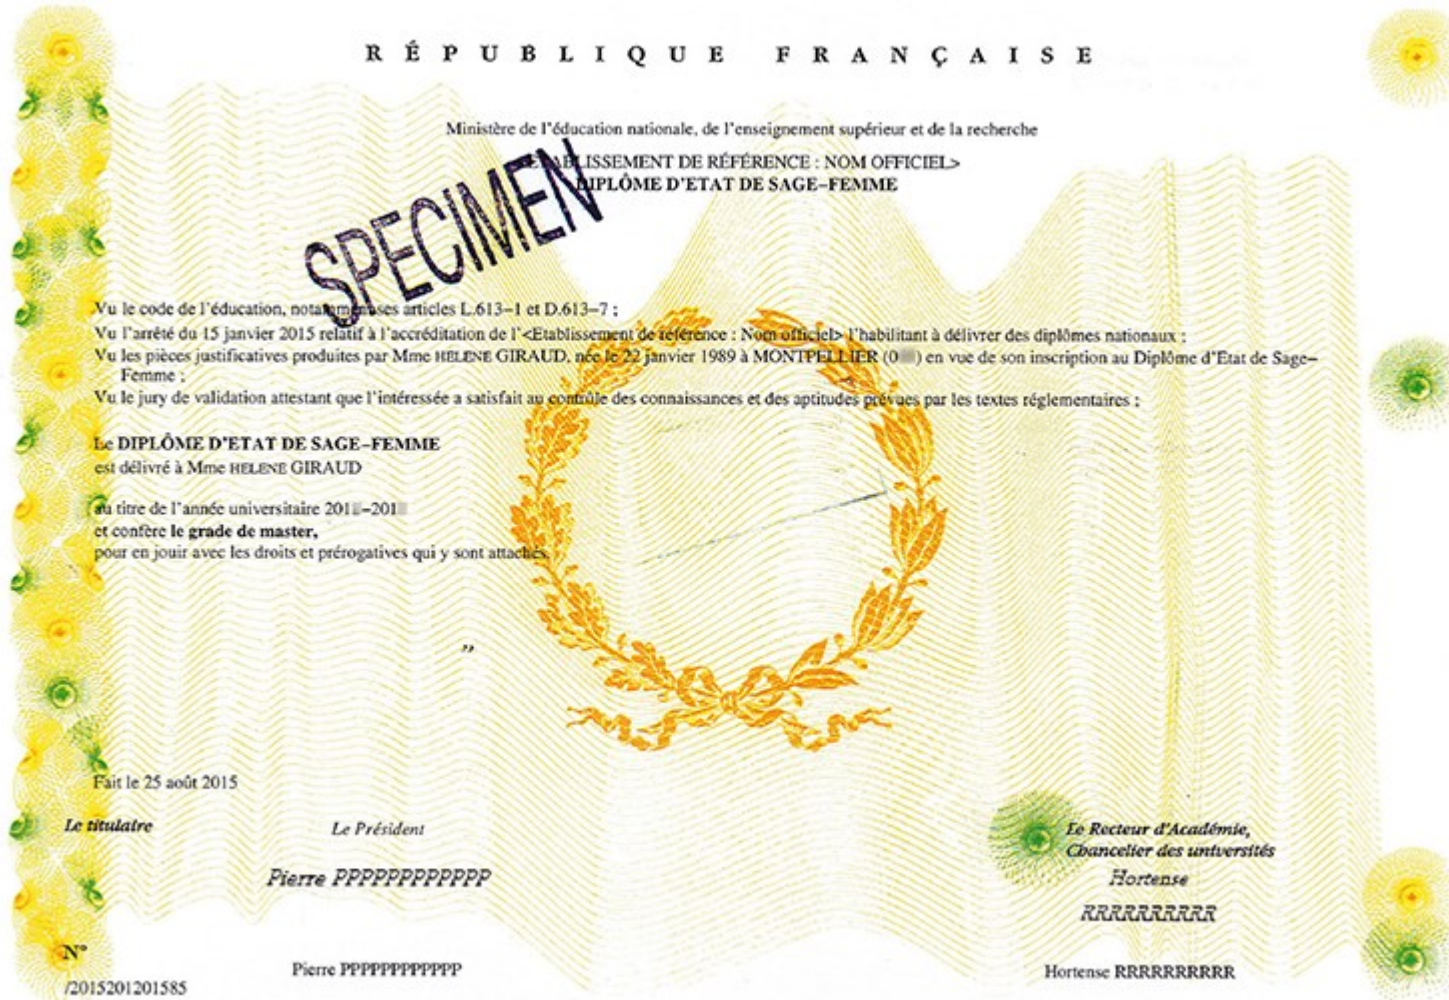 RÉPUBLIQUE FRANÇAISE
Ministère de l'éducation nationale, de l'enseignement supérieur et de la recherche
ABLISSEMENT DE RÉFÉRENCE : NOM OFFICIEL>
DIPLÔME D'ETAT DE SAGE–FEMME
SPECIMEN
Vu le code de l'éducation, notamment ses articles L.613–1 et D.613–7 ;
Vu l'arrêté du 15 janvier 2015 relatif à l'accréditation de l'<Etablissement de référence : Nom officiel> l'habilitant à délivrer des diplômes nationaux ;
Vu les pièces justificatives produites par Mme HELENE GIRAUD, née le 22 janvier 1989 à MONTPELLIER (0 ) en vue de son inscription au Diplôme d'Etat de Sage–
Femme ;
Vu le jury de validation attestant que l'intéressée a satisfait au contrôle des connaissances et des aptitudes prévues par les textes réglementaires ;
Le DIPLÔME D'ETAT DE SAGE–FEMME
est délivré à Mme HELENE GIRAUD
au titre de l'année universitaire 201 –201
et confère le grade de master,
pour en jouir avec les droits et prérogatives qui y sont attachés.
”
Fait le 25 août 2015
Le titulaire
Le Président
Le Recteur d'Académie,
Chancelier des universités
Pierre PPPPPPPPPPPP
Hortense
RRRRRRRRRR
N°
/2015201201585
Pierre PPPPPPPPPPPP
Hortense RRRRRRRRRR